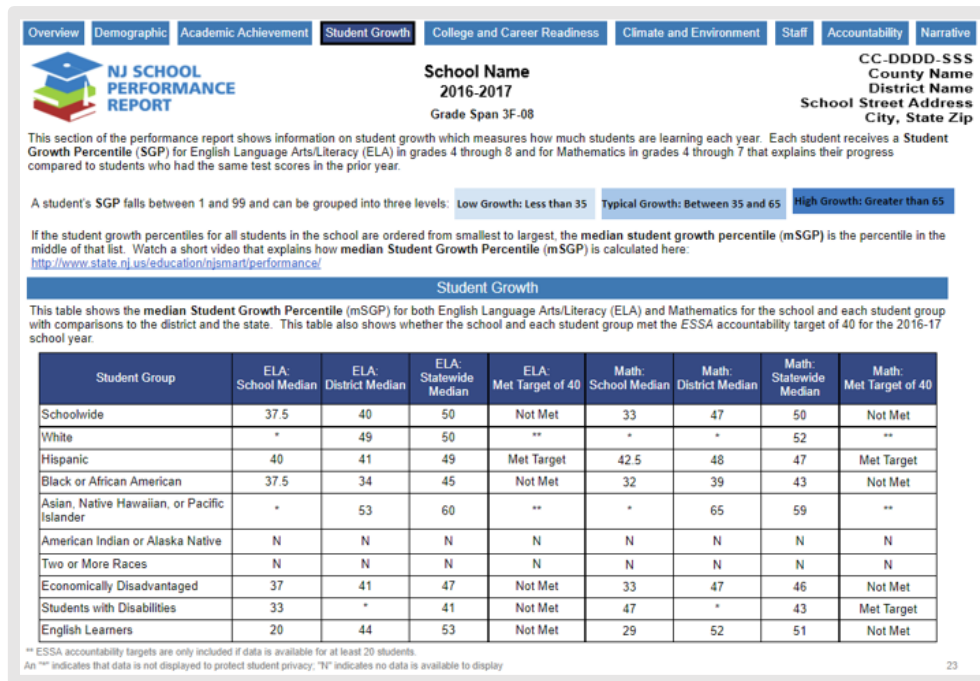 Overview Demographic Academic Achievement Student Growth College and Career Readiness Climate and Environment Staff Accountability Narrative
NJ SCHOOL
PERFORMANCE
REPORT
School Name
2016-2017
Grade Span 3F-08
CC-DDDD-SSS
County Name
District Name
School Street Address
City, State Zip
This section of the performance report shows information on student growth which measures how much students are learning each year. Each student receives a Student
Growth Percentile (SGP) for English Language Arts/Literacy (ELA) in grades 4 through 8 and for Mathematics in grades 4 through 7 that explains their progress
compared to students who had the same test scores in the prior year.
A student's SGP falls between 1 and 99 and can be grouped into three levels: Low Growth: Less than 35 Typical Growth: Between 35 and 65 High Growth: Greater than 65
If the student growth percentiles for all students in the school are ordered from smallest to largest, the median student growth percentile (mSGP) is the percentile in the
middle of that list. Watch a short video that explains how median Student Growth Percentile (mSGP) is calculated here:
http://www.state.nj.us/education/njsmart/performance/
Student Growth
This table shows the median Student Growth Percentile (mSGP) for both English Language Arts/Literacy (ELA) and Mathematics for the school and each student group
with comparisons to the district and the state. This table also shows whether the school and each student group met the ESSA accountability target of 40 for the 2016-17
school year.
Student Group ELA: School Median ELA: District Median ELA: Statewide Median ELA: Met Target of 40 Math: School Median Math: District Median Math: Statewide Median Math: Met Target of 40
Schoolwide 37.5 40 50 Not Met 33 47 50 Not Met
White * 49 50 ** * * 52 **
Hispanic 40 41 49 Met Target 42.5 48 47 Met Target
Black or African American 37.5 34 45 Not Met 32 39 43 Not Met
Asian, Native Hawaiian, or Pacific
Islander * 53 60 ** * 65 59 **
American Indian or Alaska Native N N N N N N N N
Two or More Races N N N N N N N N
Economically Disadvantaged 37 41 47 Not Met 33 47 46 Not Met
Students with Disabilities 33 * 41 Not Met 47 * 43 Met Target
English Learners 20 44 53 Not Met 29 52 51 Not Met
** ESSA accountability targets are only included if data is available for at least 20 students.
An "*" indicates that data is not displayed to protect student privacy; "N" indicates no data is available to display
23